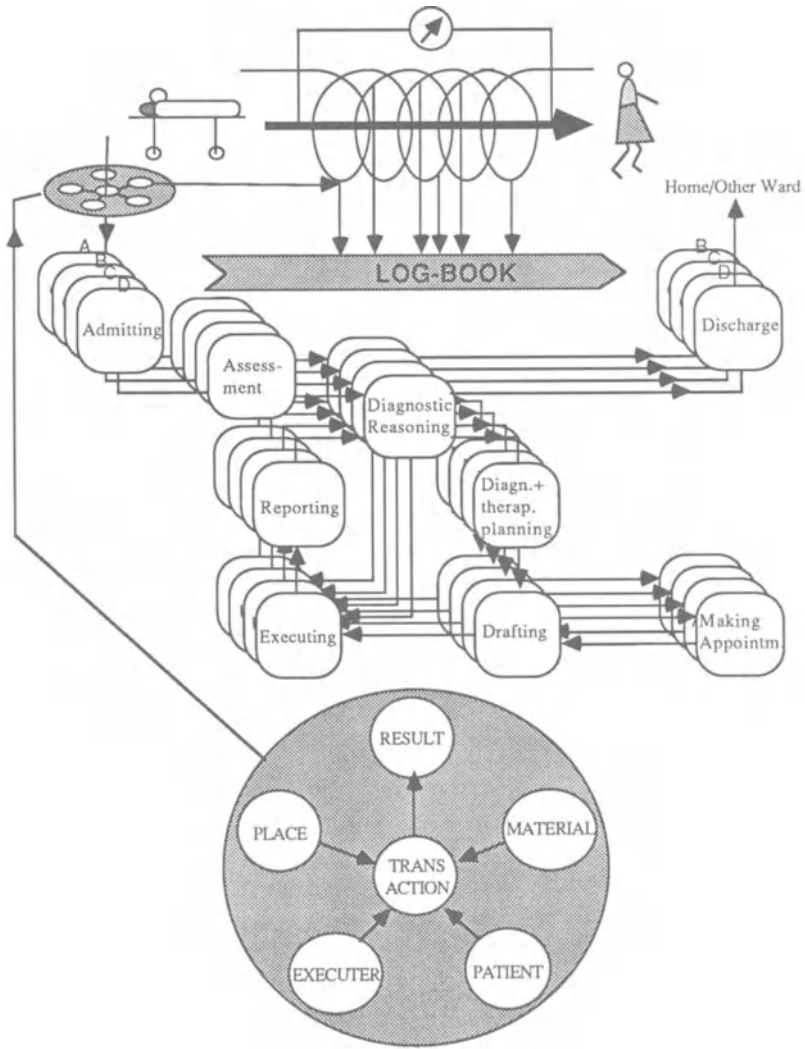 Home/Other Ward
LOG-BOOK
A
B
C
D
Admitting
B
C
D
Discharge
Assess-
ment
Diagnostic
Reasoning
Reporting
Diagn.+
therap.
planning
Executing
Drafting
Making
Appointm.
RESULT
PLACE
MATERIAL
TRANS
ACTION
EXECUTER
PATIENT